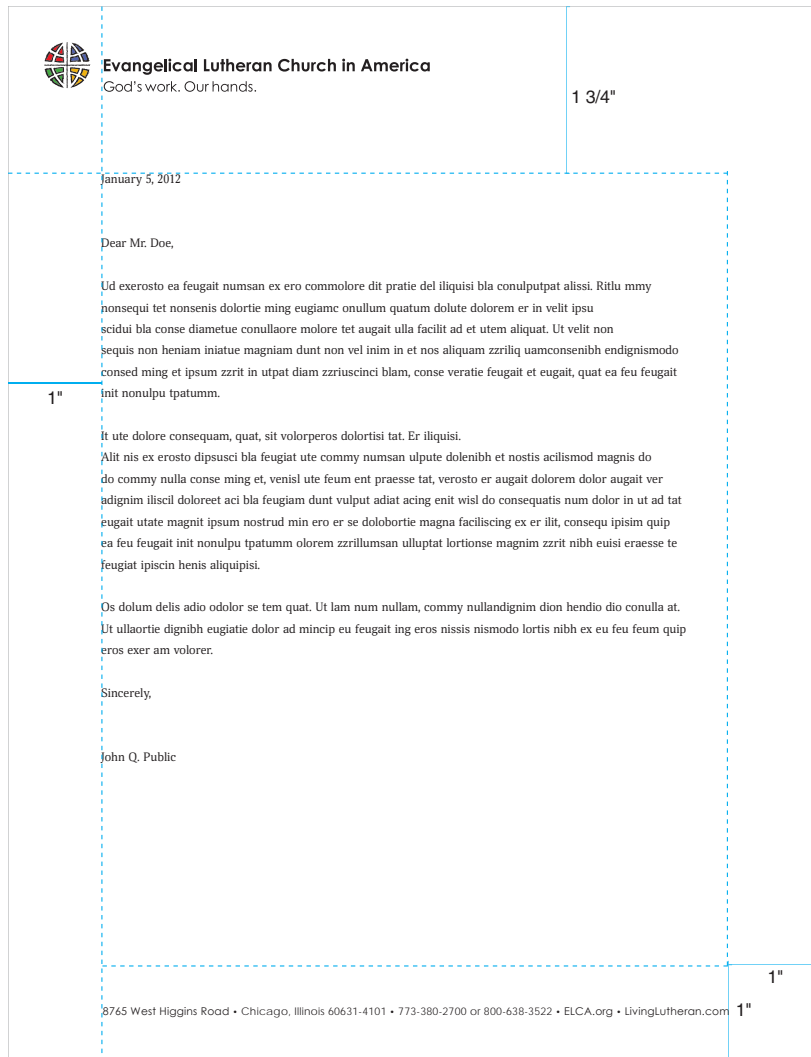 Evangelical Lutheran Church in America
God's work. Our hands.
1 3/4"
January 5, 2012
Dear Mr. Doe,
Ud exerosto ea feugait numsan ex ero commolore dit pratie del iliquisi bla conulputpat alissi. Ritlu mmy
nonsequi tet nonsenis dolortie ming eugiamc onullum quatum dolute dolorem er in velit ipsu
scidui bla conse diametue conullaore molore tet augait ulla facilit ad et utem aliquat. Ut velit non
sequis non heniam iniatue magniam dunt non vel inim in et nos aliquam zzriliq uamconsenibh endignismodo
consed ming et ipsum zzrit in utpat diam zzriuscinci blam, conse veratie feugait et eugait, quat ea feu feugait
1"
init nonulpu tpatumm.
It ute dolore consequam, quat, sit volorperos dolortisi tat. Er iliquisi.
Alit nis ex erosto dipsusci bla feugiat ute commy numsan ulpute dolenibh et nostis acilismod magnis do
do commy nulla conse ming et, venisl ute feum ent praesse tat, verosto er augait dolorem dolor augait ver
adignim iliscil doloreet aci bla feugiam dunt vulput adiat acing enit wisl do consequatis num dolor in ut ad tat
eugait utate magnit ipsum nostrud min ero er se dolobortie magna faciliscing ex er ilit, consequ ipisim quip
ea feu feugait init nonulpu tpatumm olorem zzrillumsan ulluptat lortionse magnim zzrit nibh euisi eraesse te
feugiat ipiscin henis aliquipisi.
Os dolum delis adio odolor se tem quat. Ut lam num nullam, commy nullandignim dion hendio dio conulla at.
Ut ullaortie dignibh eugiatie dolor ad mincip eu feugait ing eros nissis nismodo lortis nibh ex eu feu feum quip
eros exer am volorer.
Sincerely,
John Q. Public
1"
8765 West Higgins Road • Chicago, Illinois 60631-4101 • 773-380-2700 or 800-638-3522 • ELCA.org • LivingLutheran.com
1"